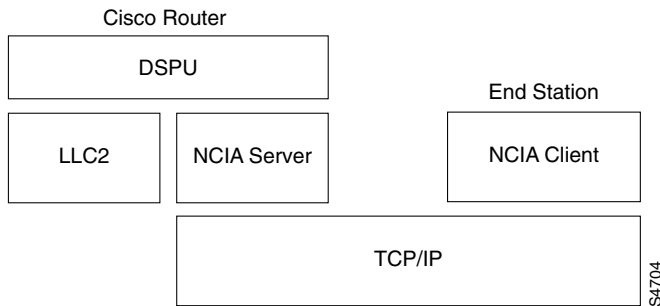 Cisco Router
DSPU
End Station
LLC2
NCIA Server
NCIA Client
TCP/IP
S4704